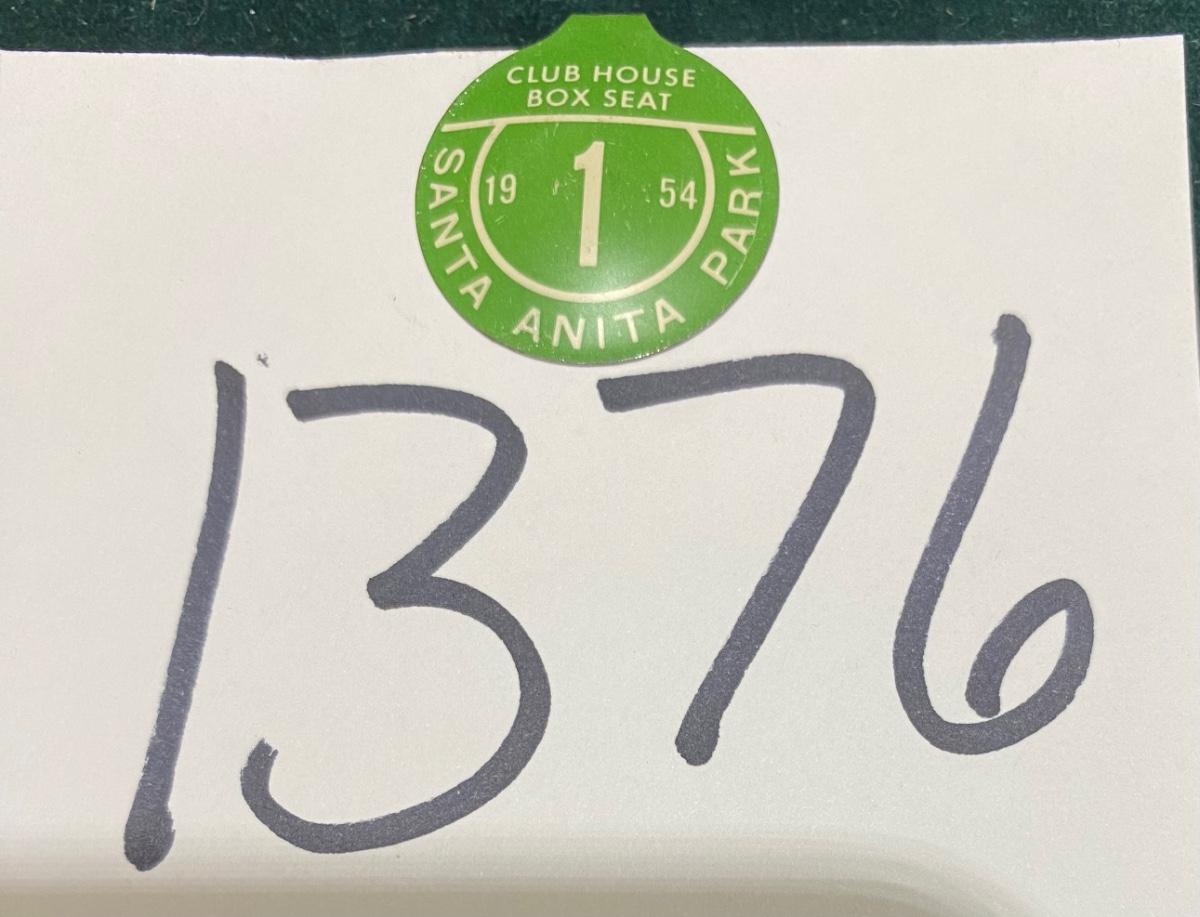 CLUB HOUSE
BOX SEAT
19 1 54
SANTA ANITA PARK
1376